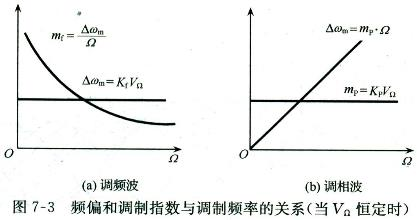 m_f = Δω_m / Ω
Δω_m = K_f V_Ω
O
Ω
(a) 调频波
Δω_m = m_p · Ω
m_p = K_p V_Ω
O
Ω
(b) 调相波
图 7-3 频偏和调制指数与调制频率的关系(当 V_Ω 恒定时)